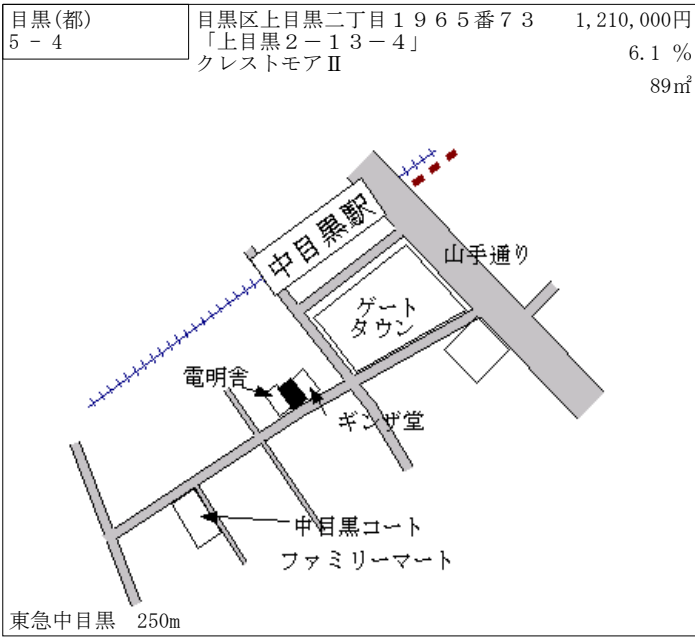 目黒(都)
5 - 4
目黒区上目黒二丁目1965番73
「上目黒2－13－4」
クレストモアⅡ
1,210,000円
6.1 %
89㎡
中目黒駅
山手通り
ゲート
タウン
電明舎
ギンザ堂
中目黒コート
ファミリーマート
東急中目黒 250m